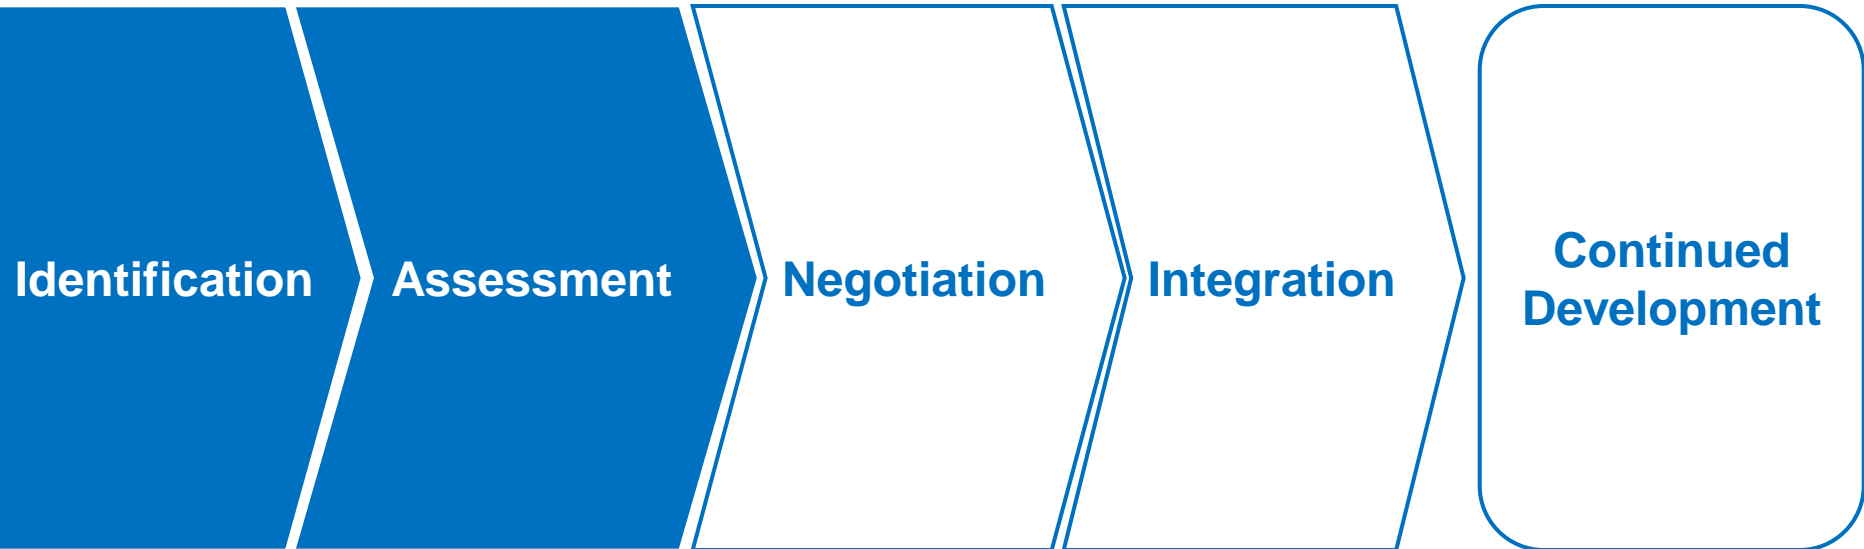 Identification
Assessment
Negotiation
Integration
Continued
Development